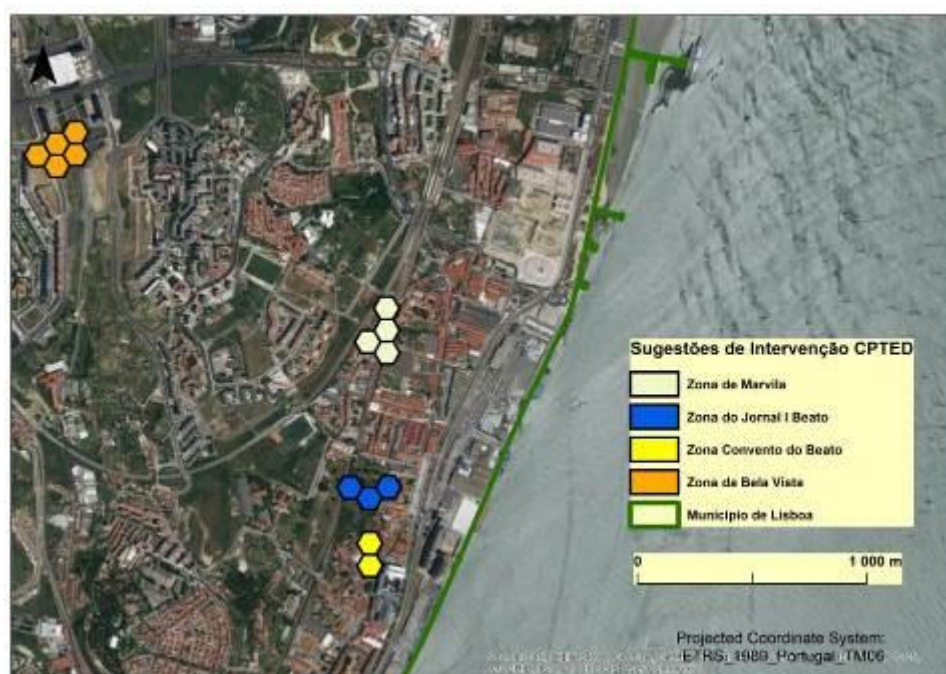 Sugestões de Intervenção CPTED
Zona de Marvila
Zona do Jornal I Beato
Zona Convento do Beato
Zona da Bela Vista
Município de Lisboa
0 1 000 m
Projected Coordinate System:
ETRS_1989_Portugal_TM06